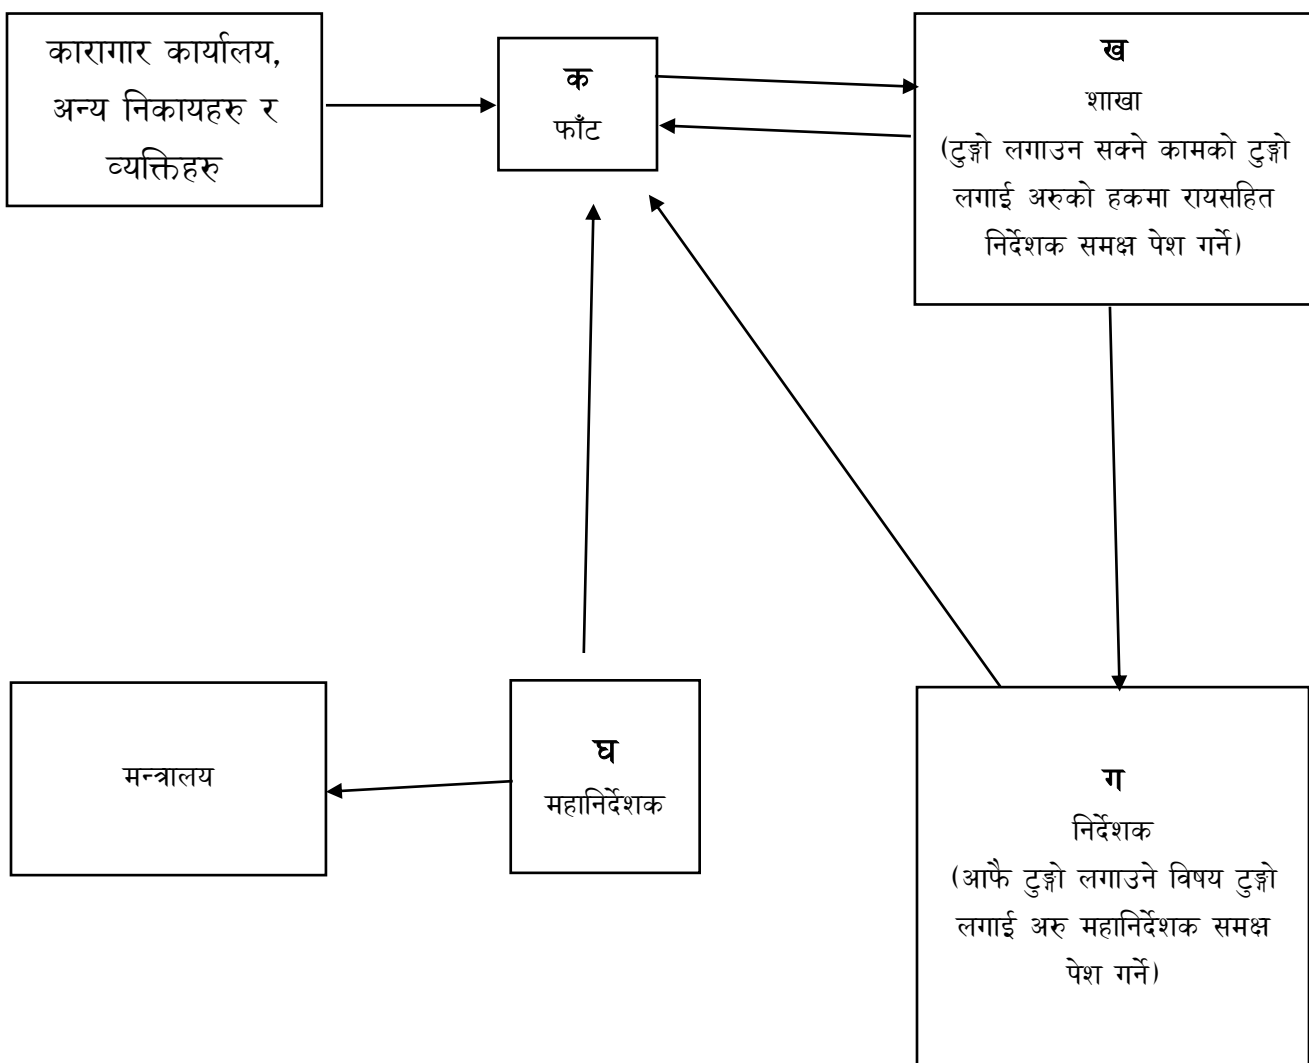 कारागार कार्यालय,
अन्य निकायहरु र
व्यक्तिहरु
क
फाँट
ख
शाखा
(टुङ्गो लगाउन सक्ने कामको टुङ्गो
लगाई अरुको हकमा रायसहित
निर्देशक समक्ष पेश गर्ने)
मन्त्रालय
घ
महानिर्देशक
ग
निर्देशक
(आफै टुङ्गो लगाउने विषय टुङ्गो
लगाई अरु महानिर्देशक समक्ष
पेश गर्ने)